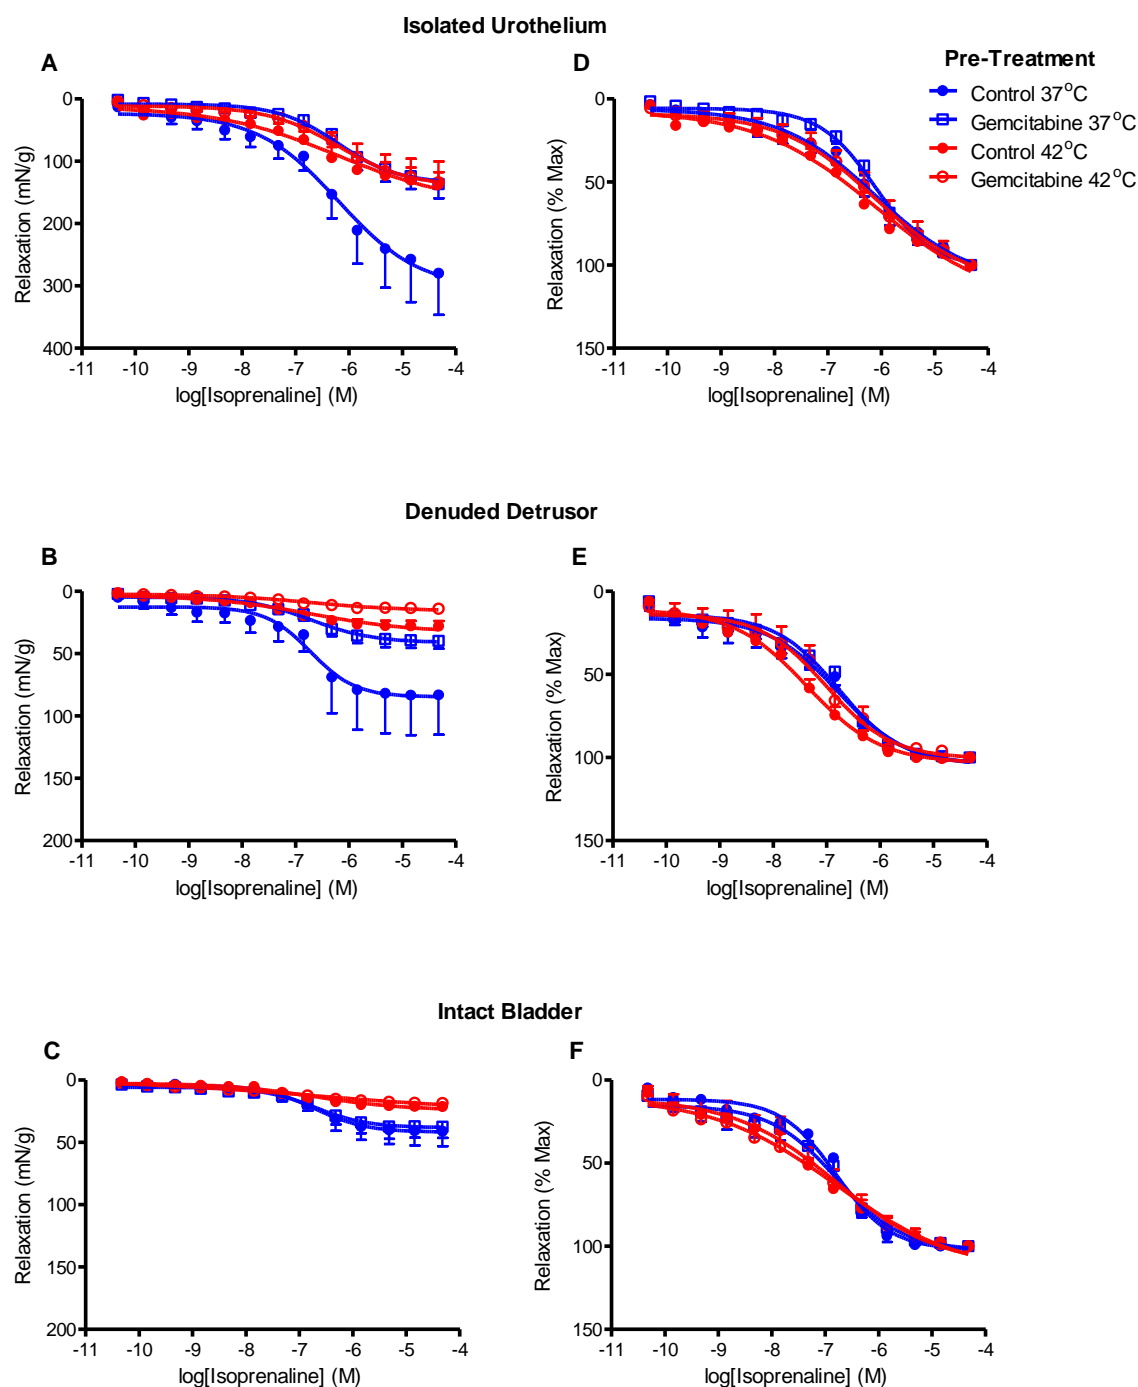 Isolated Urothelium
A
0
100
200
300
400
Relaxation (mN/g)
-11 -10 -9 -8 -7 -6 -5 -4
log[Isoprenaline] (M)
D
0
50
100
150
Relaxation (% Max)
-11 -10 -9 -8 -7 -6 -5 -4
log[Isoprenaline] (M)
Pre-Treatment
Control 37°C
Gemcitabine 37°C
Control 42°C
Gemcitabine 42°C
Denuded Detrusor
B
0
50
100
150
200
Relaxation (mN/g)
-11 -10 -9 -8 -7 -6 -5 -4
log[Isoprenaline] (M)
E
0
50
100
150
Relaxation (% Max)
-11 -10 -9 -8 -7 -6 -5 -4
log[Isoprenaline] (M)
Intact Bladder
C
0
50
100
150
200
Relaxation (mN/g)
-11 -10 -9 -8 -7 -6 -5 -4
log[Isoprenaline] (M)
F
0
50
100
150
Relaxation (% Max)
-11 -10 -9 -8 -7 -6 -5 -4
log[Isoprenaline] (M)